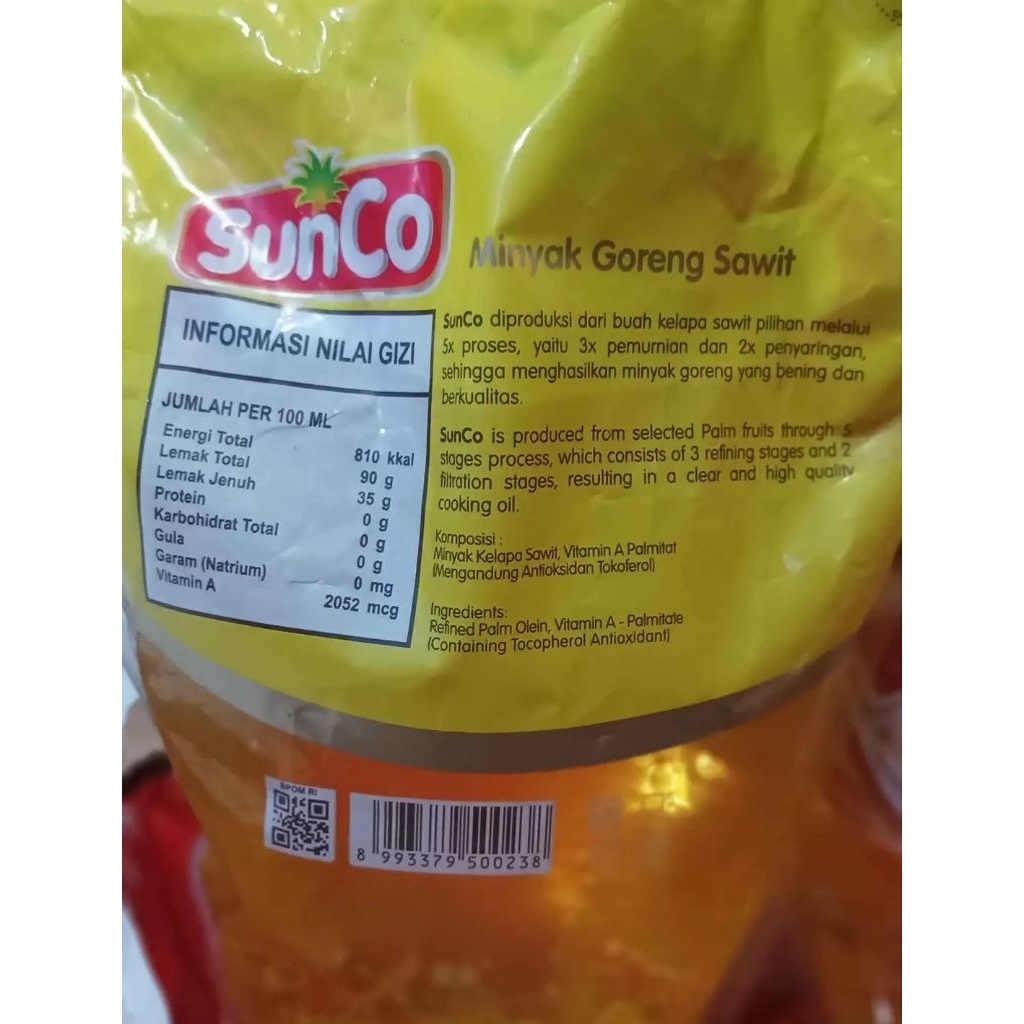 SunCo
Minyak Goreng Sawit
INFORMASI NILAI GIZI
JUMLAH PER 100 ML
Energi Total 810 kkal
Lemak Total 90 g
Lemak Jenuh 35 g
Protein 0 g
Karbohidrat Total 0 g
Gula 0 g
Garam (Natrium) 0 mg
Vitamin A 2052 mcg
SunCo diproduksi dari buah kelapa sawit pilihan melalui
5x proses, yaitu 3x pemurnian dan 2x penyaringan,
sehingga menghasilkan minyak goreng yang bening dan
berkualitas.
SunCo is produced from selected Palm fruits through 5
stages process, which consists of 3 refining stages and 2
filtration stages, resulting in a clear and high quality
cooking oil.
Komposisi :
Minyak Kelapa Sawit, Vitamin A Palmitat
(Mengandung Antioksidan Tokoferol)
Ingredients:
Refined Palm Olein, Vitamin A - Palmitate
(Containing Tocopherol Antioxidant)
BPOM RI
8 993379 500238